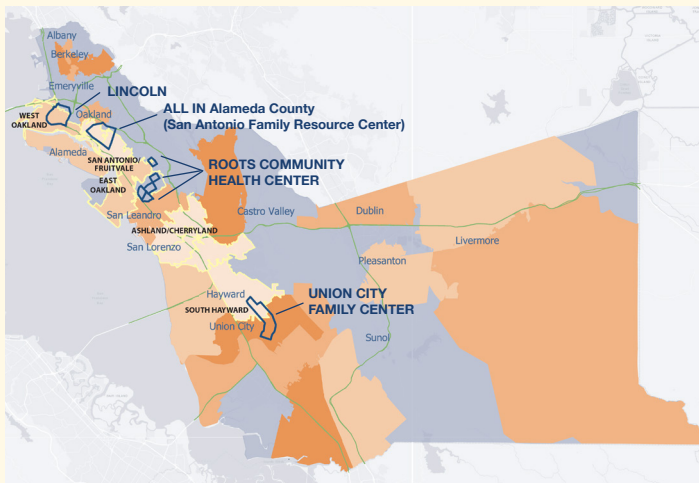 Albany
Berkeley
Emeryville
LINCOLN
WEST
OAKLAND
Oakland
ALL IN Alameda County
(San Antonio Family Resource Center)
Alameda
SAN ANTONIO/
FRUITVALE
EAST
OAKLAND
ROOTS COMMUNITY
HEALTH CENTER
San Leandro
Castro Valley
Dublin
ASHLAND/CHERRYLAND
San Lorenzo
Livermore
Pleasanton
Hayward
SOUTH HAYWARD
UNION CITY
FAMILY CENTER
Union City
Sunol